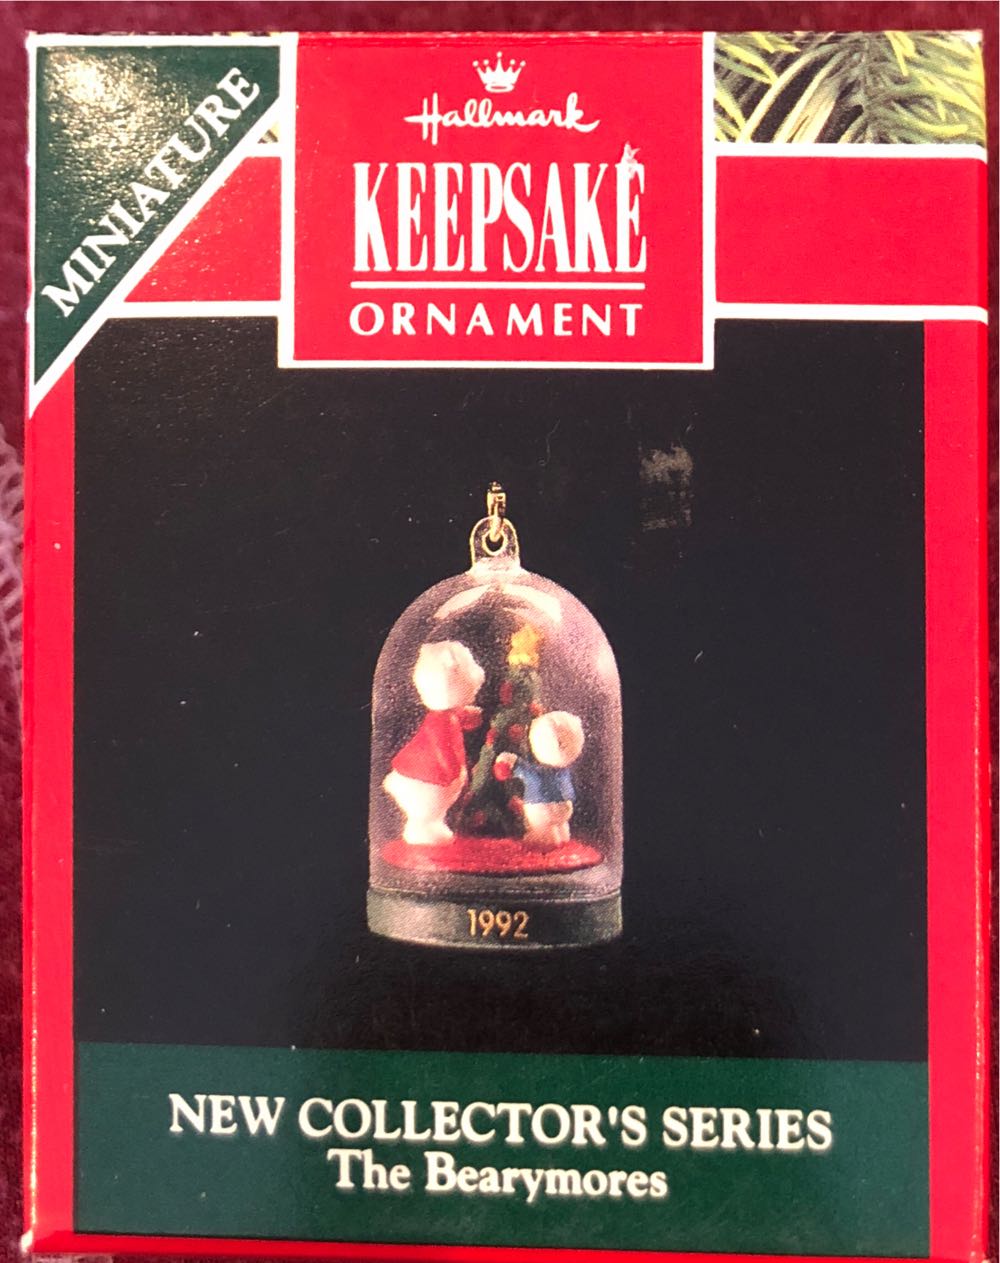 MINIATURE
Hallmark
KEEPSAKE
ORNAMENT
1992
NEW COLLECTOR'S SERIES
The Bearymores